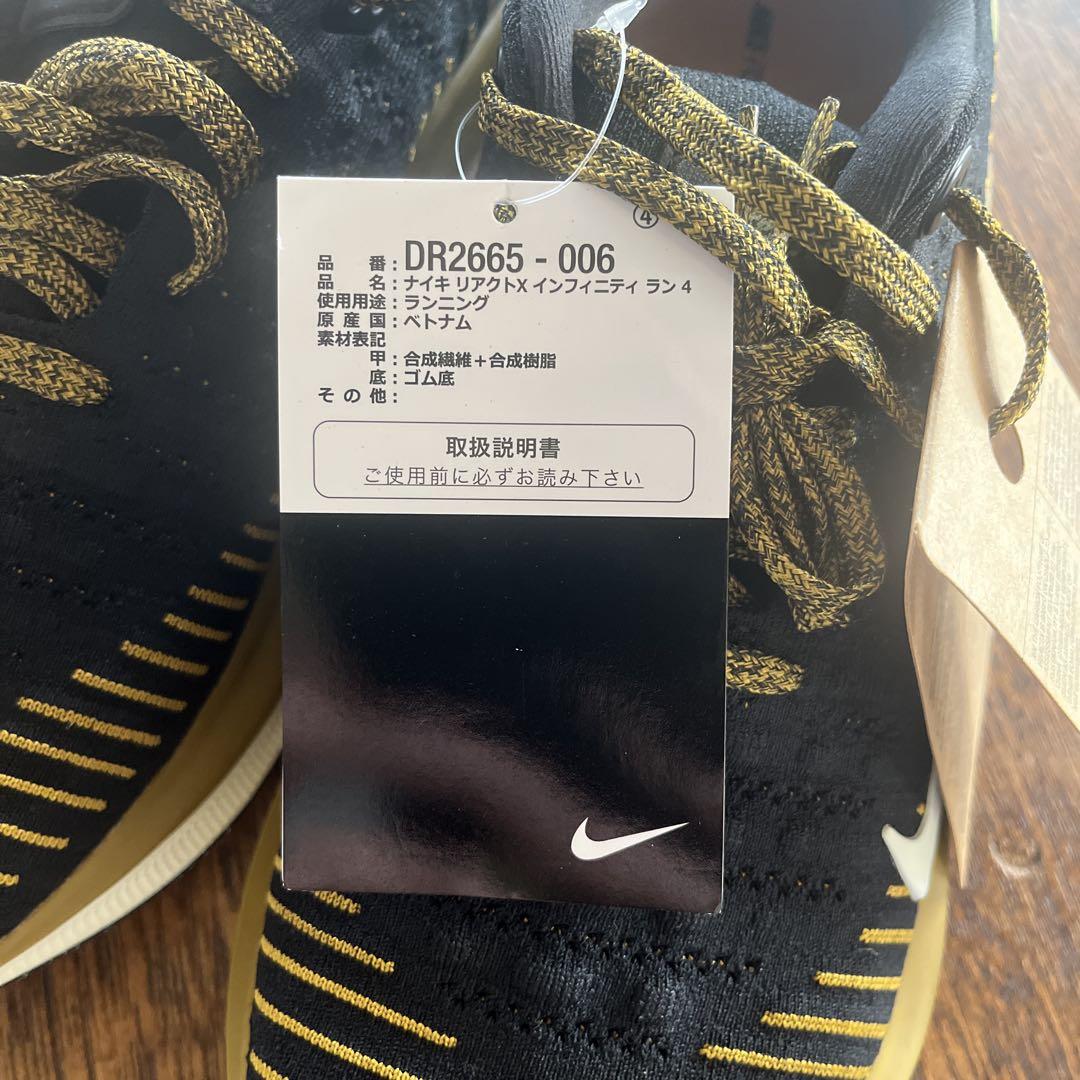 ④
品 番 : DR2665 - 006
品 名 : ナイキ リアクトX インフィニティ ラン 4
使用用途 : ランニング
原 産 国 : ベトナム
素材表記
甲 : 合成繊維＋合成樹脂
底 : ゴム底
そ の 他 :
取扱説明書
ご使用前に必ずお読み下さい